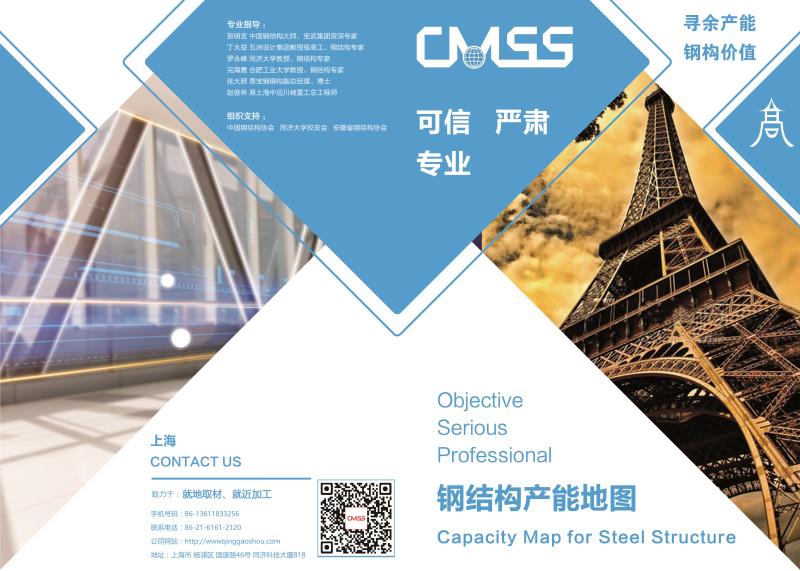 专业指导：
贺明玄 中国钢结构大师、宝武集团资深专家
丁大益 五洲设计集团教授级高工、钢结构专家
罗永峰 同济大学教授、钢结构专家
完海鹰 合肥工业大学教授、钢结构专家
张大照 原宝钢钢构副总经理、博士
赵俊林 原上海中远川崎重工总工程师
组织支持：
中国钢结构协会 同济大学校友会 安徽省钢结构协会
CMSS
可信 严肃
专业
寻余产能
钢构价值
高
上海
CONTACT US
致力于：就地取材、就近加工
手机号码：86-13611833256
联系电话：86-21-6161-2120
公司网站：http://www.qinggaoshou.com
地址：上海市 杨浦区 国康路46号 同济科技大厦818
CMSS
Objective
Serious
Professional
钢结构产能地图
Capacity Map for Steel Structure